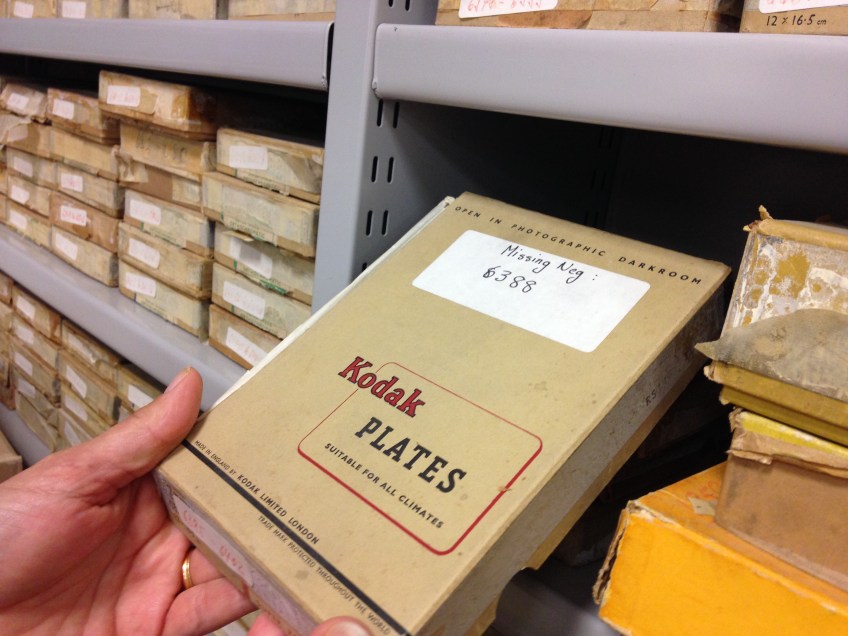 12 x 16·5 cm
OPEN IN PHOTOGRAPHIC DARKROOM
Missing Neg :
6388
Kodak
PLATES
SUITABLE FOR ALL CLIMATES
MADE IN ENGLAND BY KODAK LIMITED LONDON
TRADE MARK PROTECTED THROUGHOUT THE WORLD